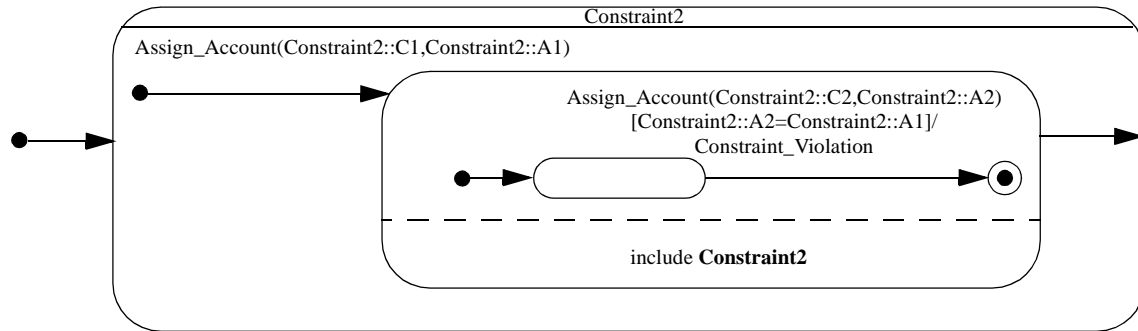 Constraint2
Assign_Account(Constraint2::C1,Constraint2::A1)
Assign_Account(Constraint2::C2,Constraint2::A2)
[Constraint2::A2=Constraint2::A1]/
Constraint_Violation
include Constraint2